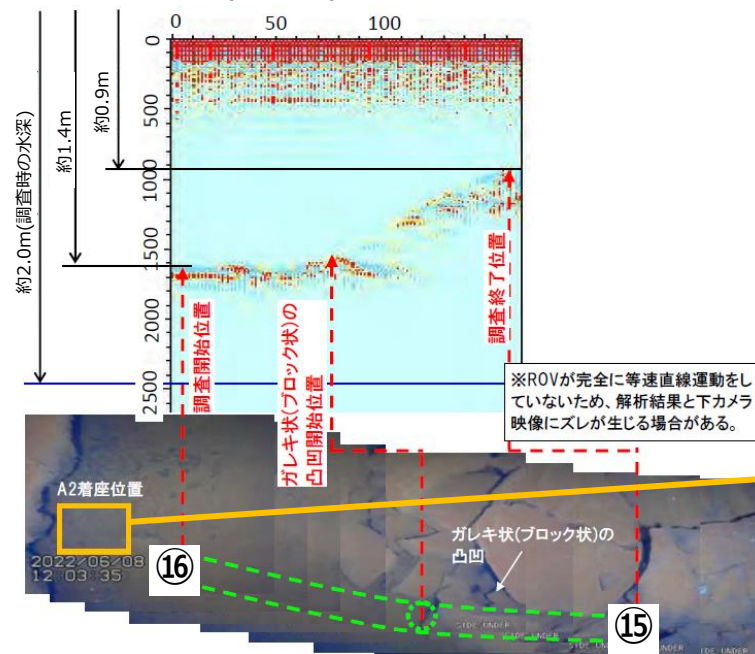 0
50
100
0
500
1000
1500
2000
2500
約2.0m(調査時の水深)
約1.4m
約0.9m
調査開始位置
ガレキ状(ブロック状)の
凸凹開始位置
調査終了位置
※ROVが完全に等速直線運動をし
ていないため、解析結果と下カメラ
映像にズレが生じる場合がある。
A2着座位置
2022/06/08
12:03:35
ガレキ状(ブロック状)の
凸凹
⑯
⑮
SIDE UNDER
SIDE UNDER
IDE UNDER